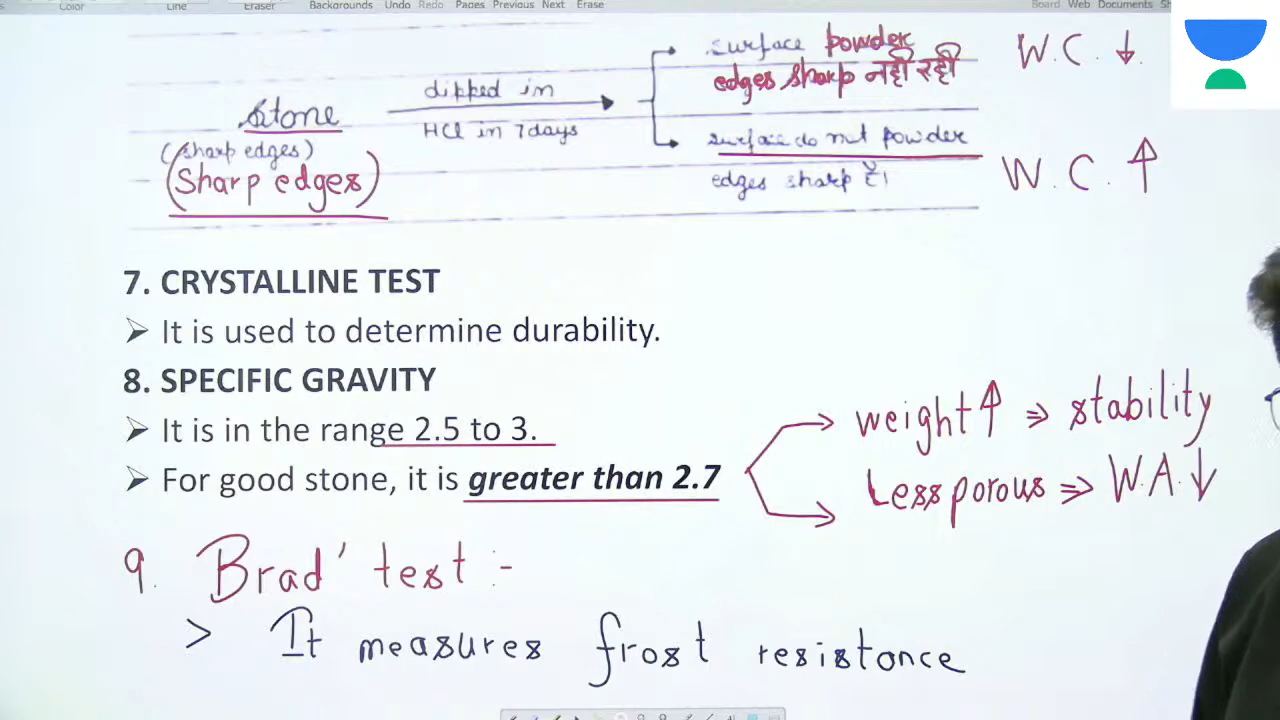 Color Line Eraser Backgrounds Undo Redo Pages Previous Next Erase Board Web Documents
surface powder
edges sharp नहीं रही
W.C. ↓
stone
(sharp edges)
(Sharp edges)
dipped in
HCl in 7 days
surface do not powder
edges sharp
W.C. ↑
7. CRYSTALLINE TEST
➤ It is used to determine durability.
8. SPECIFIC GRAVITY
➤ It is in the range 2.5 to 3.
➤ For good stone, it is greater than 2.7
weight ↑ ⇒ stability
Less porous ⇒ W.A. ↓
9. Brad' test :-
> It measures frost resistance